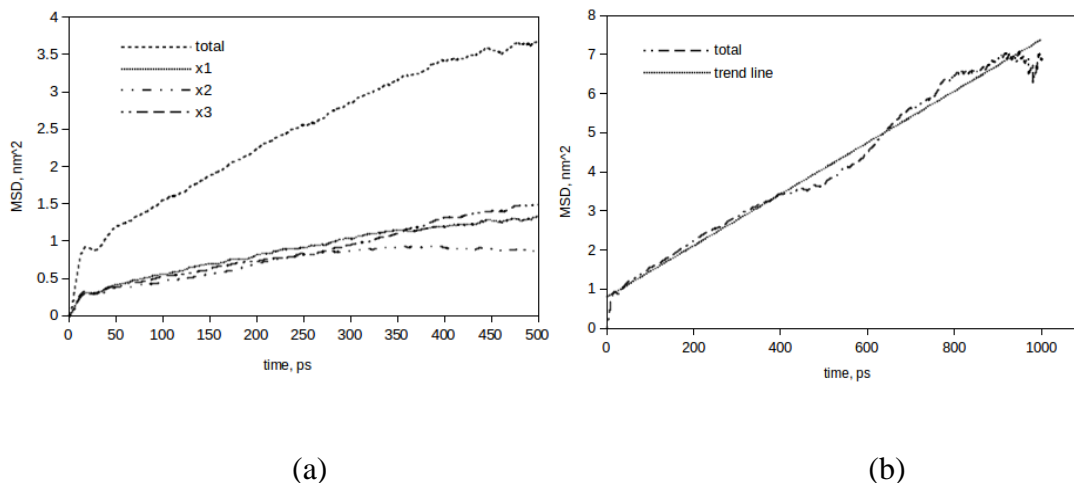 4
3.5
3
2.5
2
1.5
1
0.5
0
MSD, nm^2
total
x1
x2
x3
0 50 100 150 200 250 300 350 400 450 500
time, ps
(a)
8
7
6
5
4
3
2
1
0
MSD, nm^2
total
trend line
0 200 400 600 800 1000
time, ps
(b)